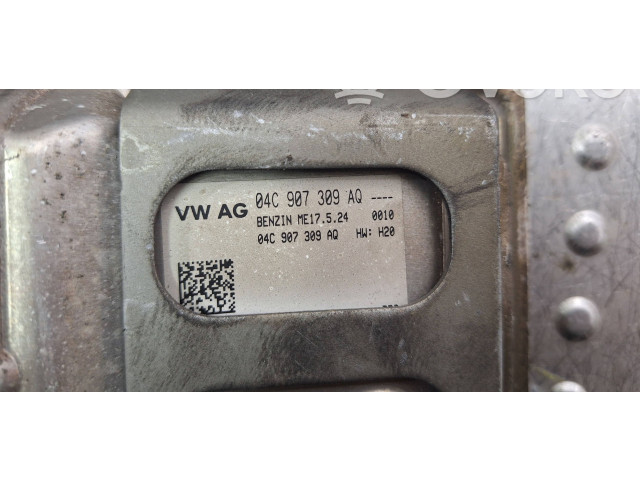 VW AG 04C 907 309 AQ ----
BENZIN ME17.5.24 0010
04C 907 309 AQ HW: H20